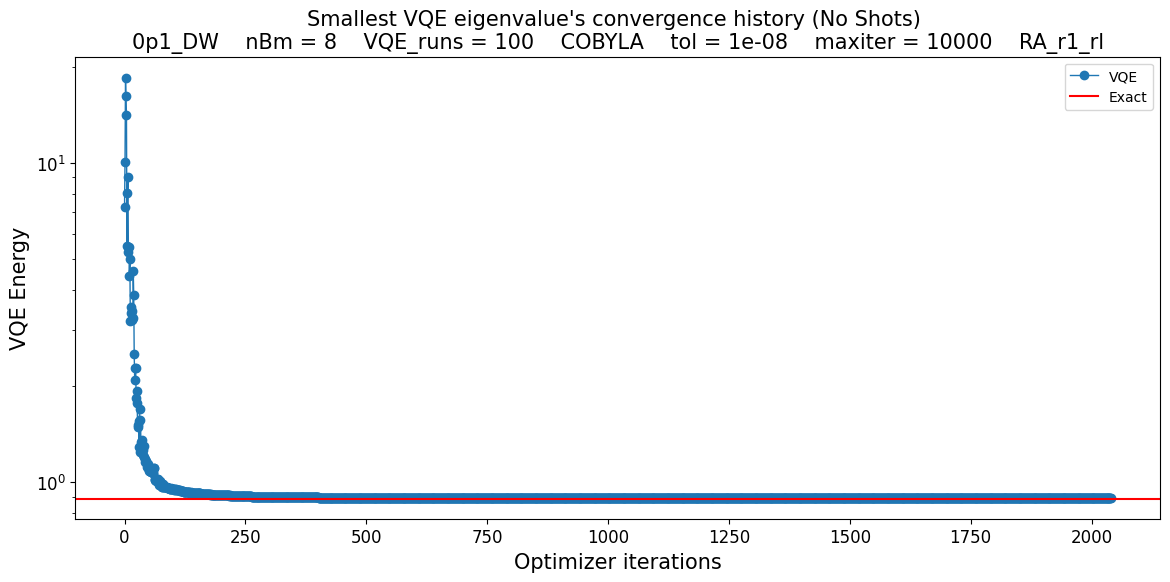 Smallest VQE eigenvalue's convergence history (No Shots)
0p1_DW nBm = 8 VQE_runs = 100 COBYLA tol = 1e-08 maxiter = 10000 RA_r1_rl
VQE
Exact
10¹
10⁰
VQE Energy
0 250 500 750 1000 1250 1500 1750 2000
Optimizer iterations